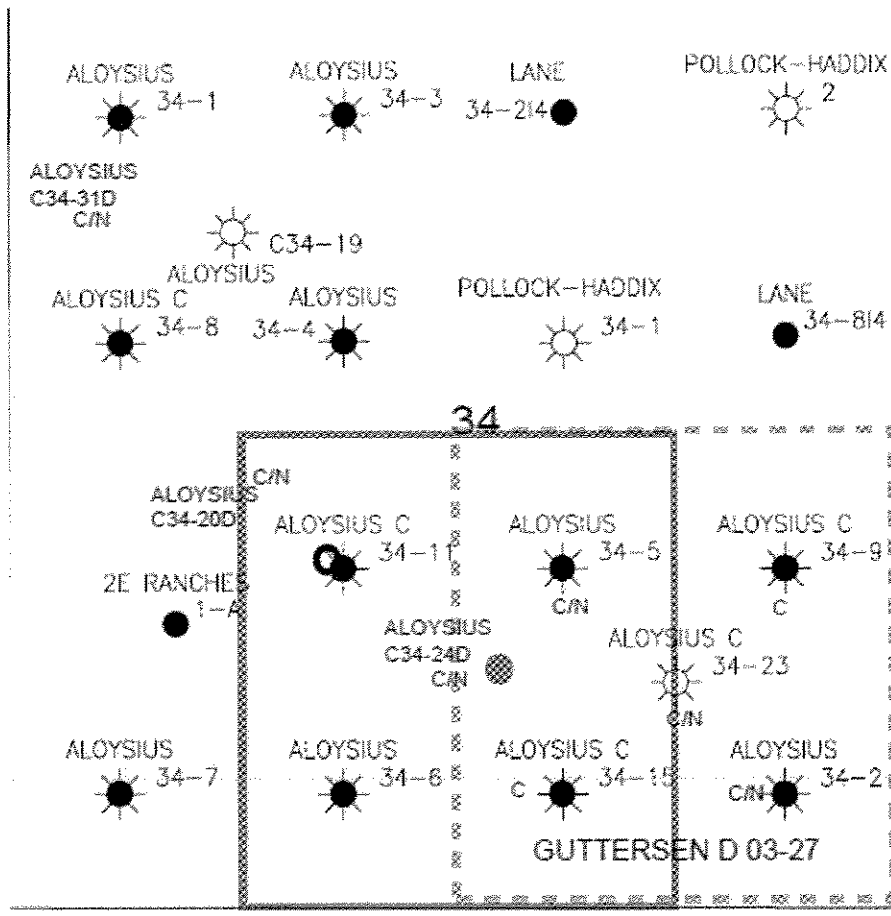 ALOYSIUS
34-1
ALOYSIUS
34-3
LANE
34-2I4
POLLOCK-HADDIX
2
ALOYSIUS
C34-31D
C/N
C34-19
ALOYSIUS
ALOYSIUS C
34-8
ALOYSIUS
34-4
POLLOCK-HADDIX
34-1
LANE
34-8I4
34
C/N
ALOYSIUS
C34-20D
ALOYSIUS C
34-11
ALOYSIUS
34-5
C/N
ALOYSIUS C
34-9
C
2E RANCHES
1-A
ALOYSIUS
C34-24D
C/N
ALOYSIUS C
34-23
C/N
ALOYSIUS
34-7
ALOYSIUS
34-6
ALOYSIUS C
C
34-15
ALOYSIUS
C/N
34-2
GUTTERSEN D 03-27